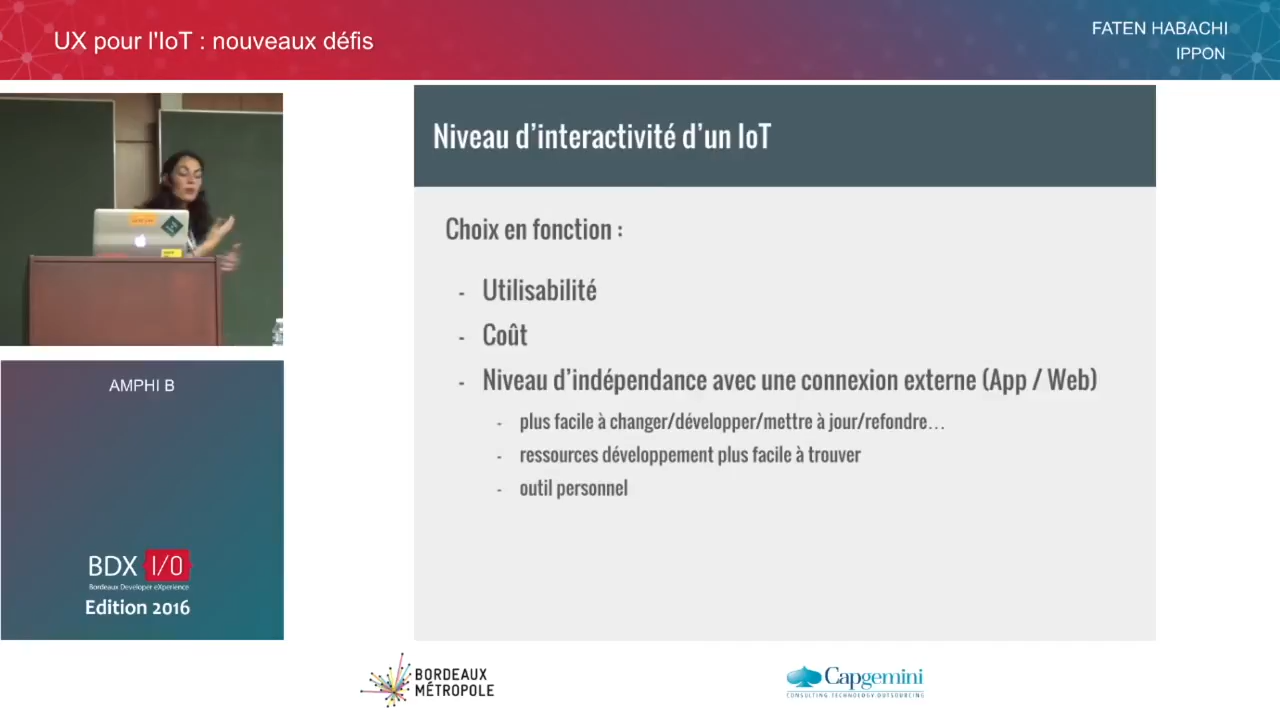 UX pour l'IoT : nouveaux défis
FATEN HABACHI
IPPON
Niveau d'interactivité d'un IoT
Choix en fonction :
- Utilisabilité
- Coût
- Niveau d'indépendance avec une connexion externe (App / Web)
- plus facile à changer/développer/mettre à jour/refondre...
- ressources développement plus facile à trouver
- outil personnel
AMPHI B
BDX I/O
Bordeaux Developer eXperience
Edition 2016
BORDEAUX
MÉTROPOLE
Capgemini
CONSULTING.TECHNOLOGY.OUTSOURCING